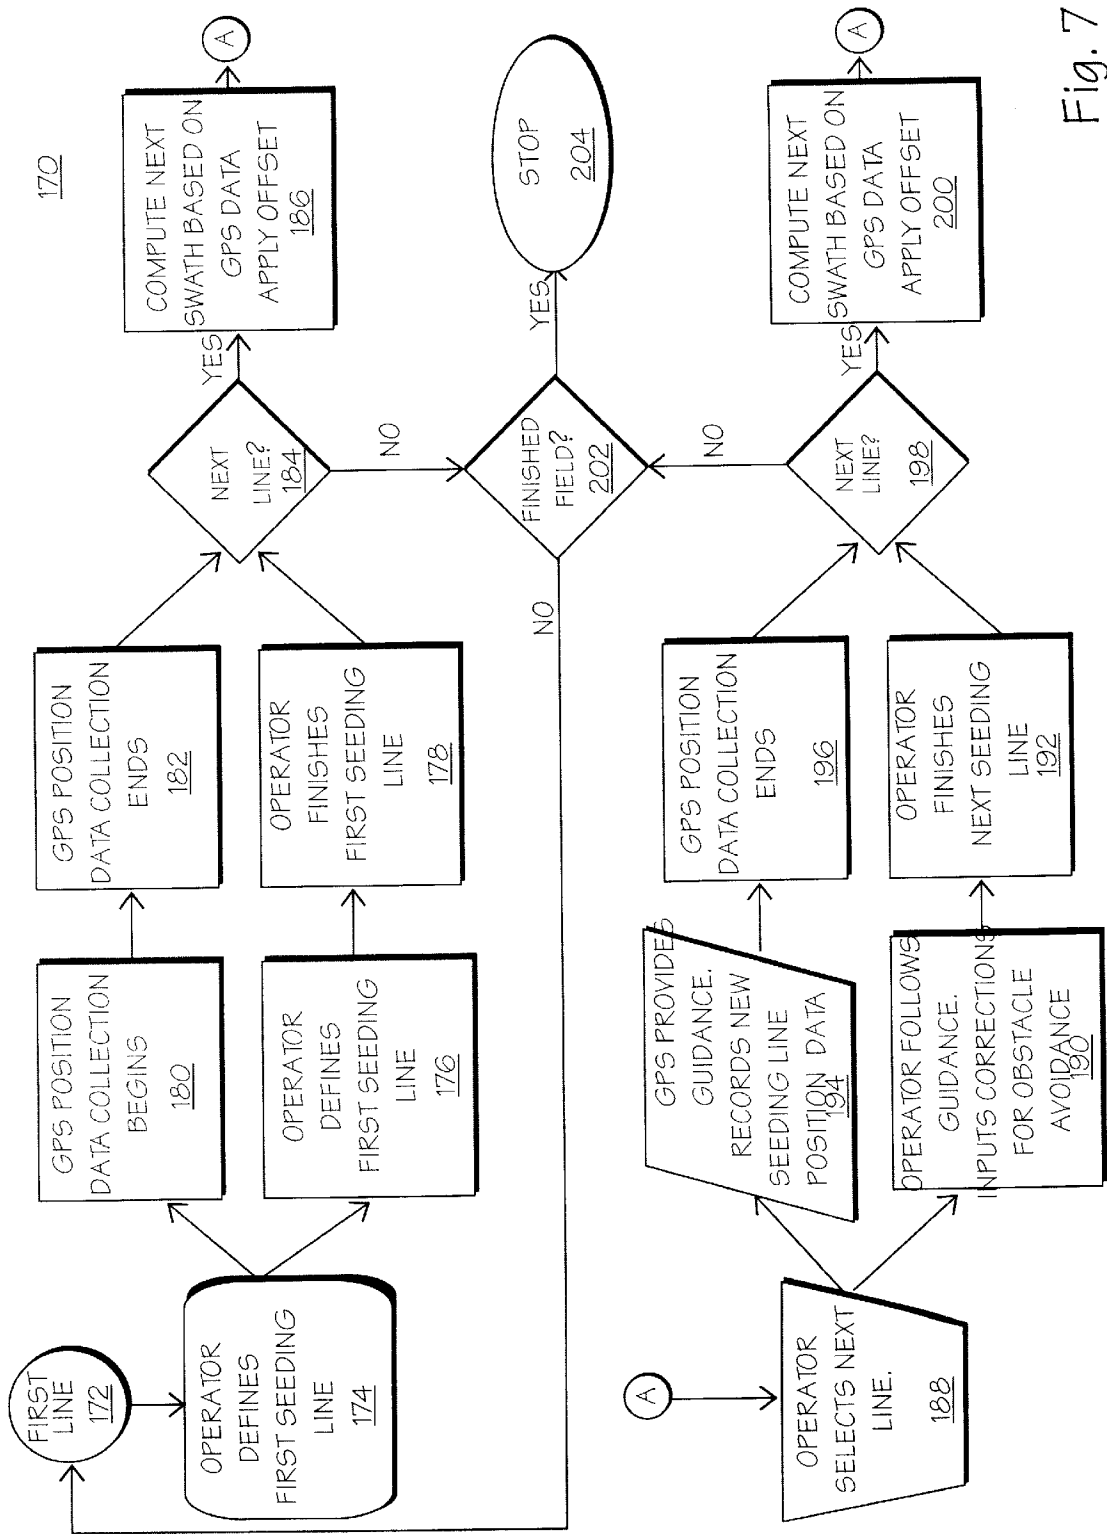 170
FIRST
LINE
172
OPERATOR
DEFINES
FIRST SEEDING
LINE
174
GPS POSITION
DATA COLLECTION
BEGINS
180
GPS POSITION
DATA COLLECTION
ENDS
182
OPERATOR
DEFINES
FIRST SEEDING
LINE
176
OPERATOR
FINISHES
FIRST SEEDING
LINE
178
NEXT
LINE?
184
YES
COMPUTE NEXT
SWATH BASED ON
GPS DATA
APPLY OFFSET
186
A
NO
FINISHED
FIELD?
202
YES
STOP
204
NO
A
OPERATOR
SELECTS NEXT
LINE.
188
GPS PROVIDES
GUIDANCE.
RECORDS NEW
SEEDING LINE
POSITION DATA
194
GPS POSITION
DATA COLLECTION
ENDS
196
OPERATOR FOLLOWS
GUIDANCE.
INPUTS CORRECTIONS
FOR OBSTACLE
AVOIDANCE
190
OPERATOR
FINISHES
NEXT SEEDING
LINE
192
NO
NEXT
LINE?
198
YES
COMPUTE NEXT
SWATH BASED ON
GPS DATA
APPLY OFFSET
200
A
Fig. 7